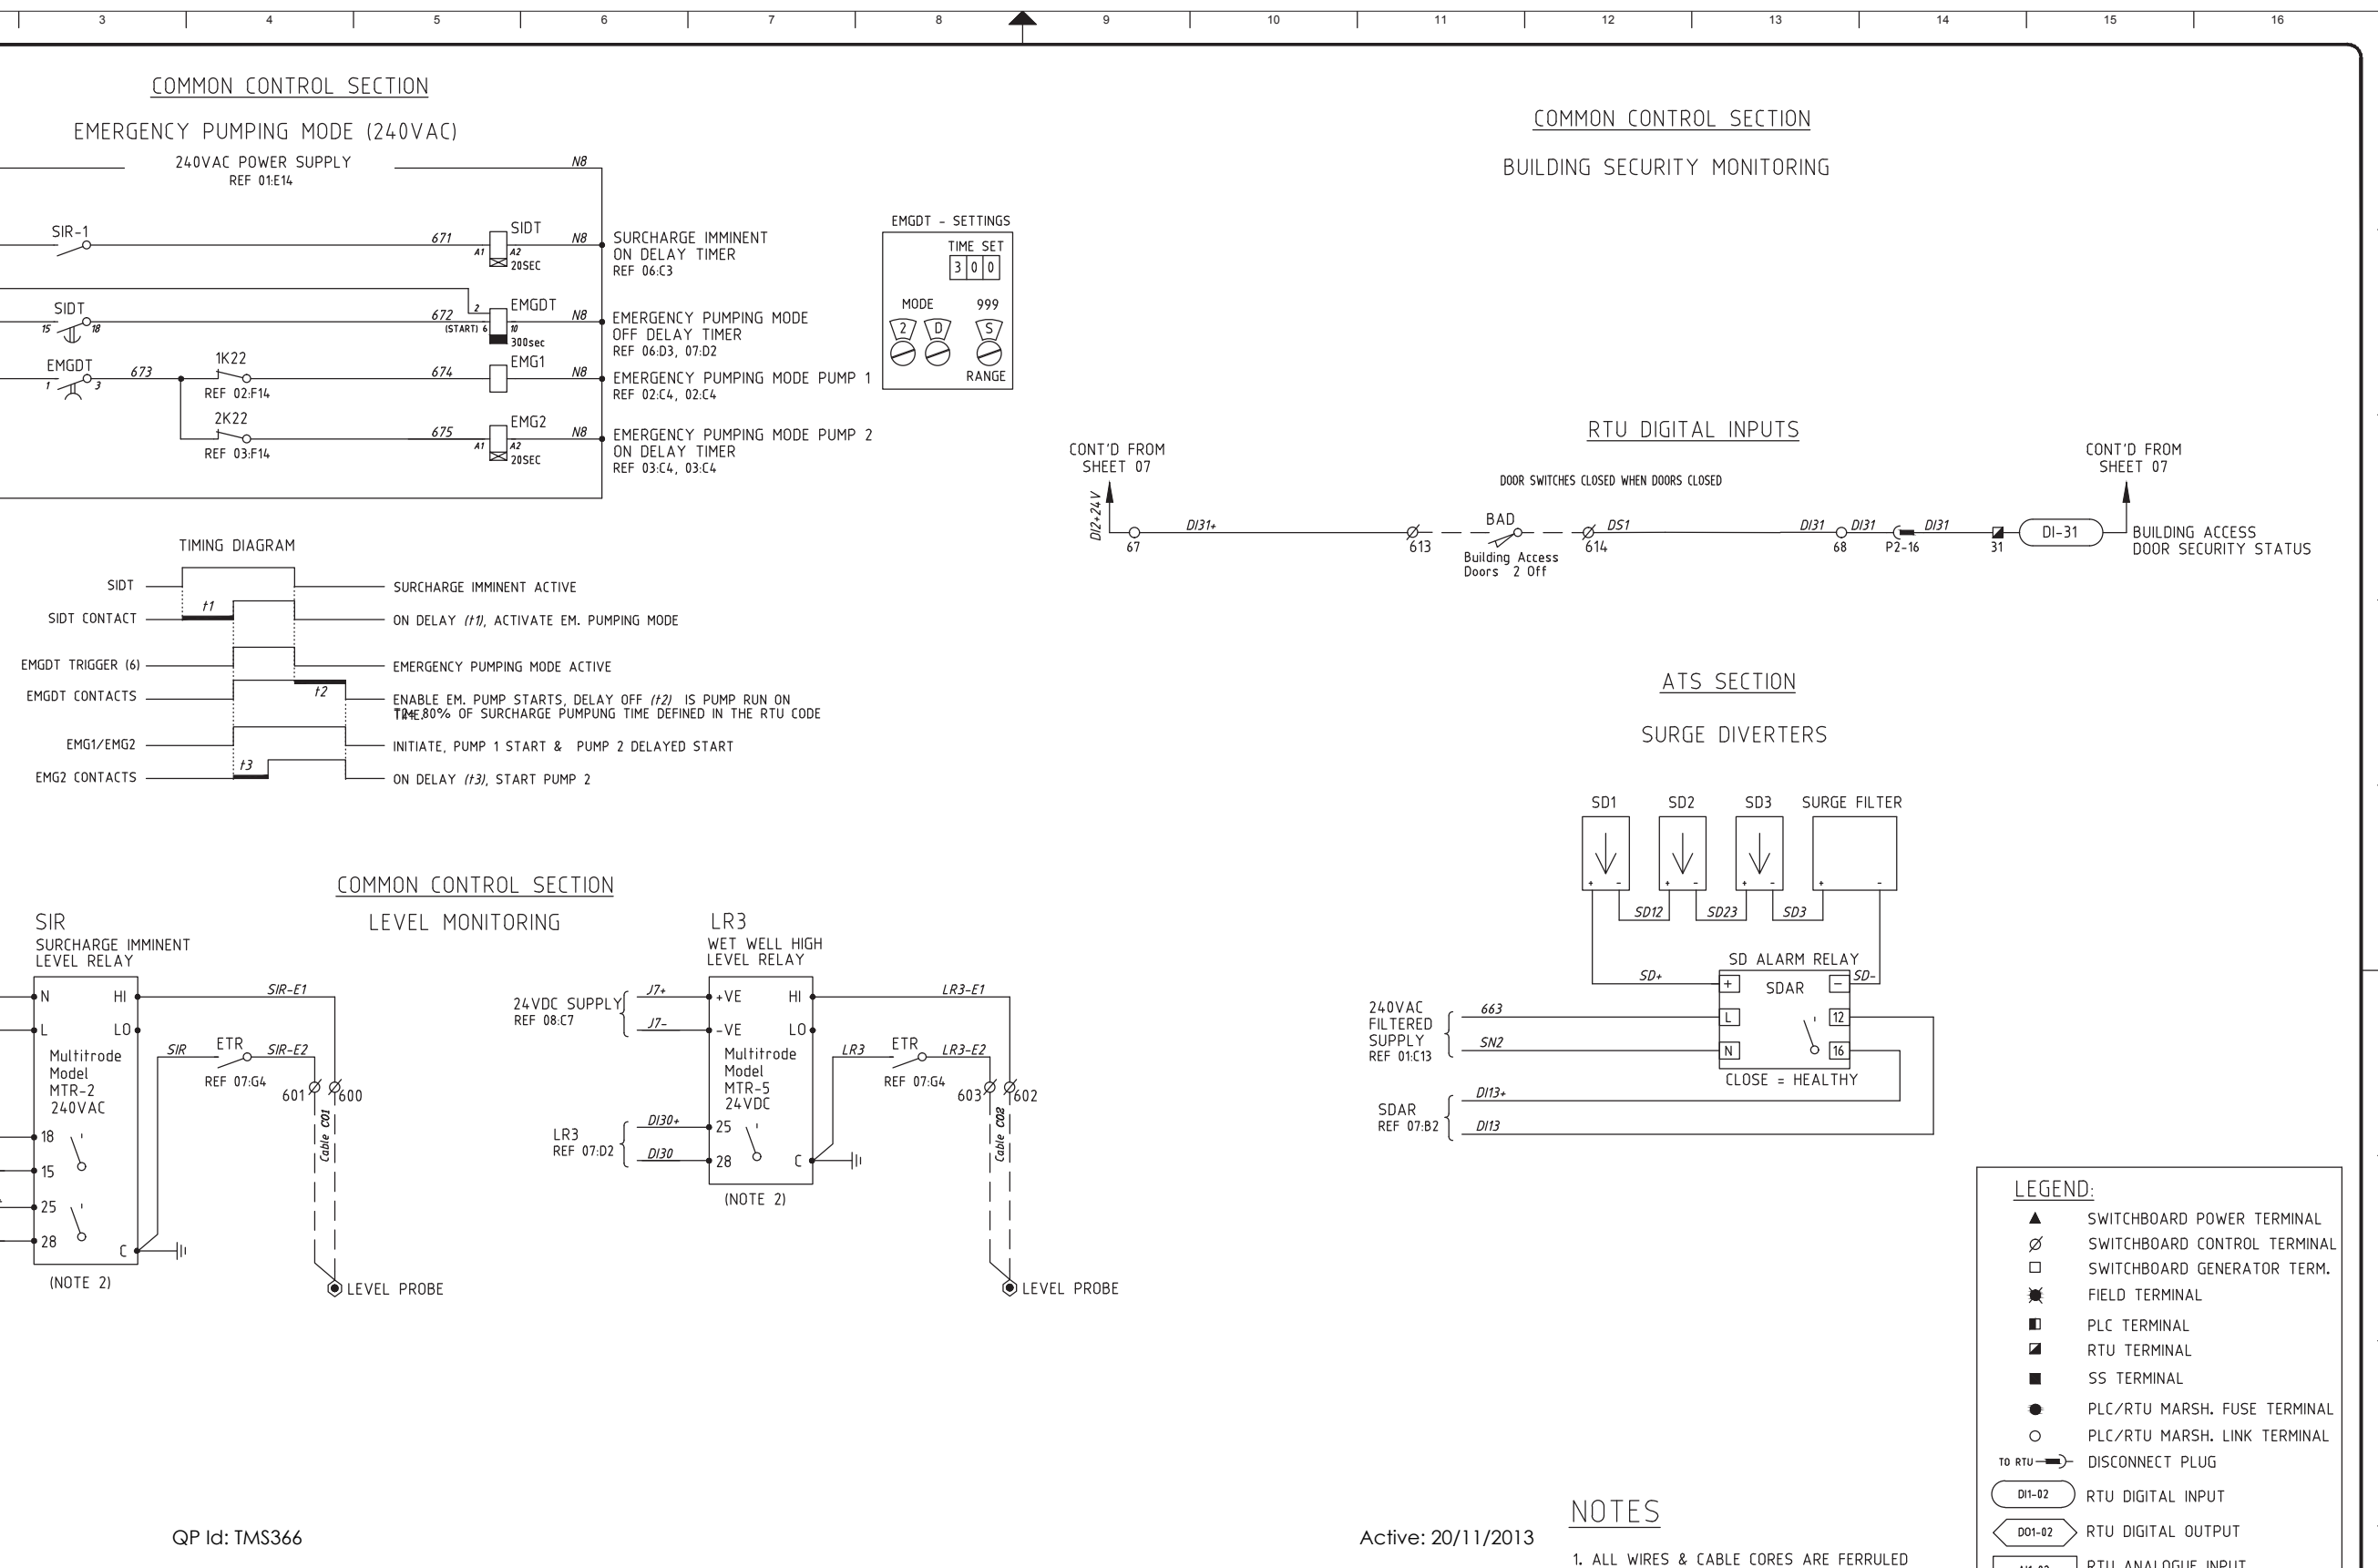 3 4 5 6 7 8 9 10 11 12 13 14 15 16
COMMON CONTROL SECTION
EMERGENCY PUMPING MODE (240VAC)
240VAC POWER SUPPLY
REF 01:E14
N8
SIR-1
671
A1
SIDT
A2
20SEC
N8
SURCHARGE IMMINENT
ON DELAY TIMER
REF 06:C3
SIDT
15
18
672
2
(START) 6
EMGDT
10
300sec
N8
EMERGENCY PUMPING MODE
OFF DELAY TIMER
REF 06:D3, 07:D2
EMGDT
1
3
673
1K22
REF 02:F14
674
EMG1
N8
EMERGENCY PUMPING MODE PUMP 1
REF 02:C4, 02:C4
2K22
REF 03:F14
675
A1
EMG2
A2
20SEC
N8
EMERGENCY PUMPING MODE PUMP 2
ON DELAY TIMER
REF 03:C4, 03:C4
EMGDT - SETTINGS
TIME SET
3 0 0
MODE 999
2 D S
RANGE
COMMON CONTROL SECTION
BUILDING SECURITY MONITORING
RTU DIGITAL INPUTS
CONT'D FROM
SHEET 07
DI2+24V
67
DI31+
613
DOOR SWITCHES CLOSED WHEN DOORS CLOSED
BAD
Building Access
Doors 2 Off
614
DS1
DI31
68
DI31
P2-16
DI31
31
DI-31
CONT'D FROM
SHEET 07
BUILDING ACCESS
DOOR SECURITY STATUS
TIMING DIAGRAM
SIDT
SURCHARGE IMMINENT ACTIVE
SIDT CONTACT
t1
ON DELAY (t1), ACTIVATE EM. PUMPING MODE
EMGDT TRIGGER (6)
EMERGENCY PUMPING MODE ACTIVE
EMGDT CONTACTS
t2
ENABLE EM. PUMP STARTS, DELAY OFF (t2) IS PUMP RUN ON
TIME.
80% OF SURCHARGE PUMPUNG TIME DEFINED IN THE RTU CODE
EMG1/EMG2
INITIATE, PUMP 1 START & PUMP 2 DELAYED START
EMG2 CONTACTS
t3
ON DELAY (t3), START PUMP 2
ATS SECTION
SURGE DIVERTERS
SD1 SD2 SD3 SURGE FILTER
+ - + - + - + -
SD12 SD23 SD3
SD ALARM RELAY
SD+
+
SDAR
-
SD-
240VAC
FILTERED
SUPPLY
REF 01:C13
663
L
12
SN2
N
16
CLOSE = HEALTHY
SDAR
REF 07:B2
DI13+
DI13
COMMON CONTROL SECTION
LEVEL MONITORING
SIR
SURCHARGE IMMINENT
LEVEL RELAY
N HI
L LO
Multitrode
Model
MTR-2
240VAC
18
15
25
28
C
(NOTE 2)
SIR-E1
SIR
ETR
SIR-E2
REF 07:G4
601
600
Cable C01
LEVEL PROBE
LR3
WET WELL HIGH
LEVEL RELAY
24VDC SUPPLY
REF 08:C7
J7+
J7-
+VE HI
-VE LO
Multitrode
Model
MTR-5
24VDC
LR3
REF 07:D2
DI30+
DI30
25
28
C
(NOTE 2)
LR3-E1
LR3
ETR
LR3-E2
REF 07:G4
603
602
Cable C02
LEVEL PROBE
LEGEND:
SWITCHBOARD POWER TERMINAL
SWITCHBOARD CONTROL TERMINAL
SWITCHBOARD GENERATOR TERM.
FIELD TERMINAL
PLC TERMINAL
RTU TERMINAL
SS TERMINAL
PLC/RTU MARSH. FUSE TERMINAL
PLC/RTU MARSH. LINK TERMINAL
TO RTU DISCONNECT PLUG
DI1-02 RTU DIGITAL INPUT
DO1-02 RTU DIGITAL OUTPUT
RTU ANALOGUE INPUT
NOTES
1. ALL WIRES & CABLE CORES ARE FERRULED
QP Id: TMS366
Active: 20/11/2013